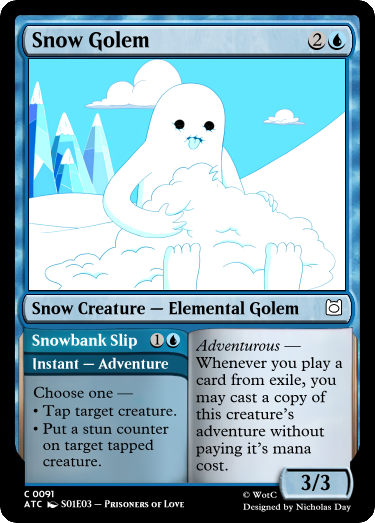 Snow Golem 2
Snow Creature — Elemental Golem
Snowbank Slip 1
Instant — Adventure
Choose one —
• Tap target creature.
• Put a stun counter
on target tapped
creature.
Adventurous —
Whenever you play a
card from exile, you
may cast a copy of
this creature's
adventure without
paying it's mana
cost.
3/3
C 0091
ATC S01E03 – Prisoners of Love
© WotC
Designed by Nicholas Day